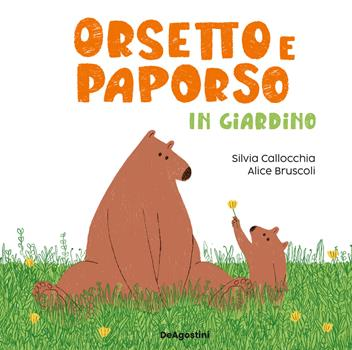 ORSETTO E
PAPORSO
IN GIARDINO
Silvia Callocchia
Alice Bruscoli
DeAgostini